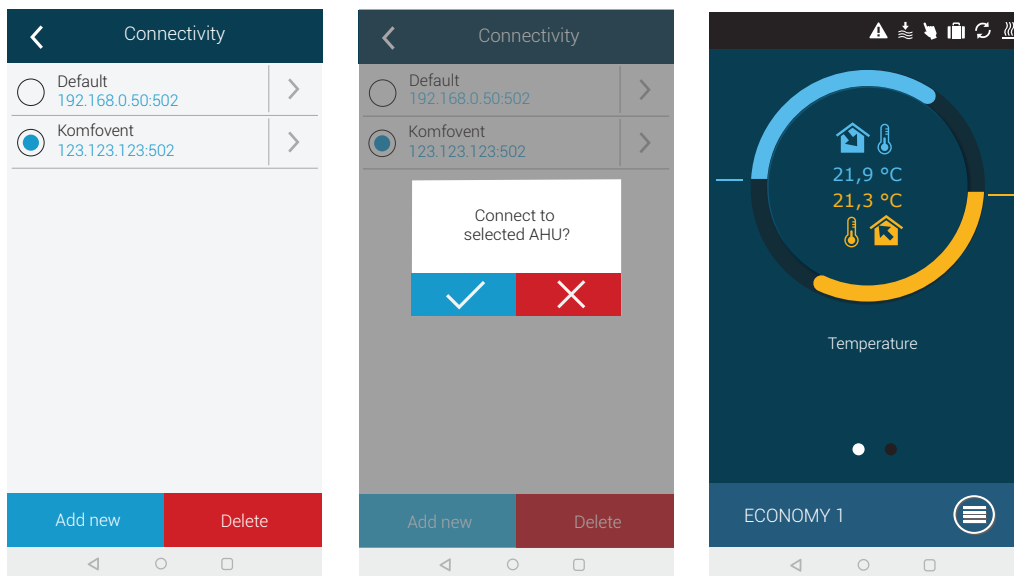 Connectivity
Default
192.168.0.50:502
Komfovent
123.123.123:502
Add new
Delete
Connectivity
Default
192.168.0.50:502
Komfovent
123.123.123:502
Connect to
selected AHU?
Add new
Delete
21,9 °C
21,3 °C
Temperature
ECONOMY 1